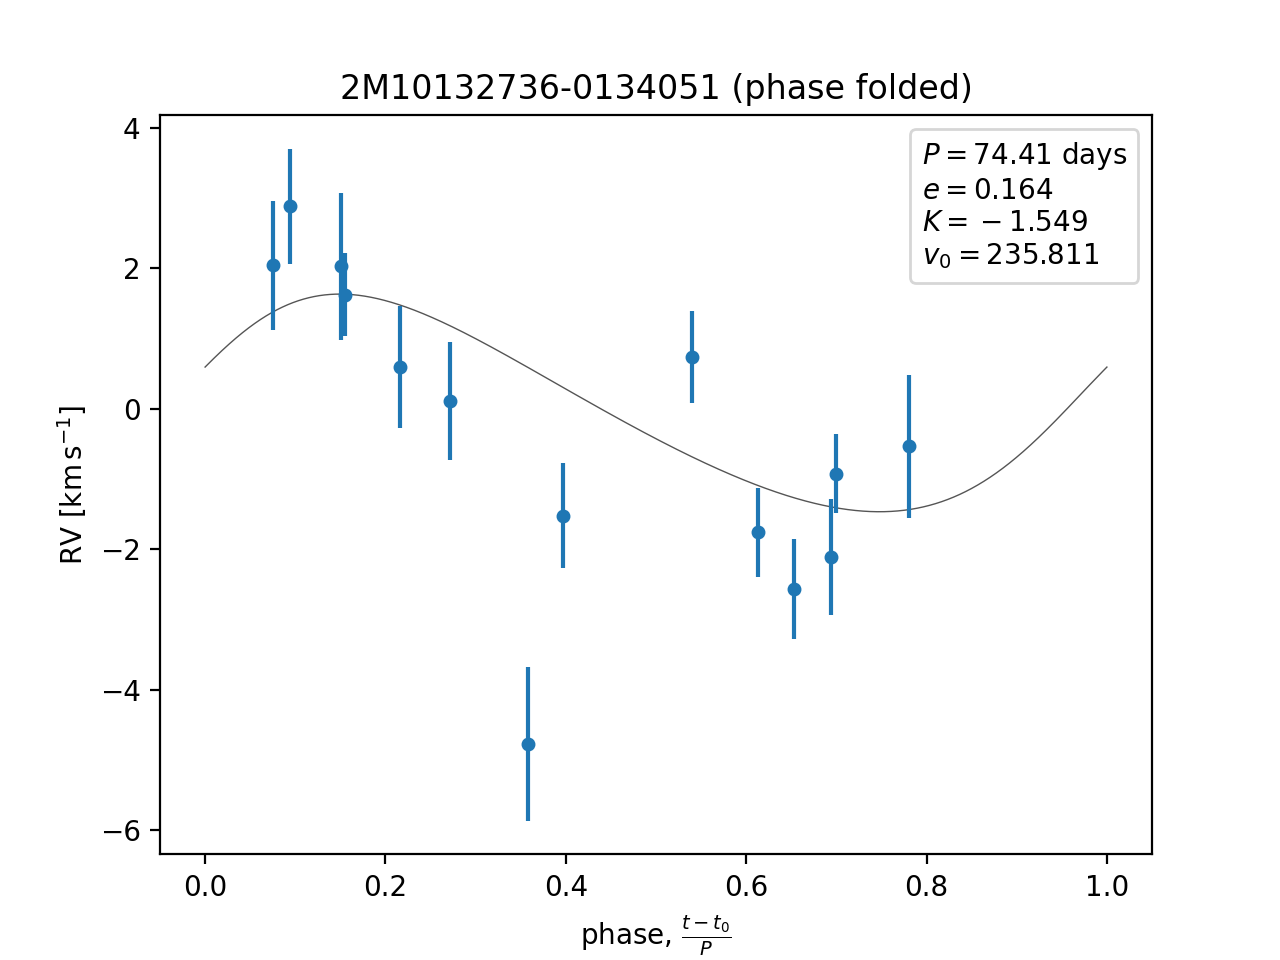 2M10132736-0134051 (phase folded)
P = 74.41 days
e = 0.164
K = −1.549
v₀ = 235.811
4
2
0
−2
−4
−6
RV [km s⁻¹]
0.0 0.2 0.4 0.6 0.8 1.0
phase, (t − t₀)/P